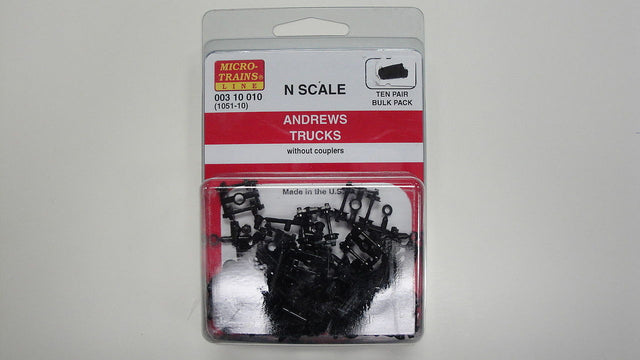 MICRO-
TRAINS®
LINE
003 10 010
(1051-10)
N SCALE
TEN PAIR
BULK PACK
ANDREWS
TRUCKS
without couplers
Made in the U.S.